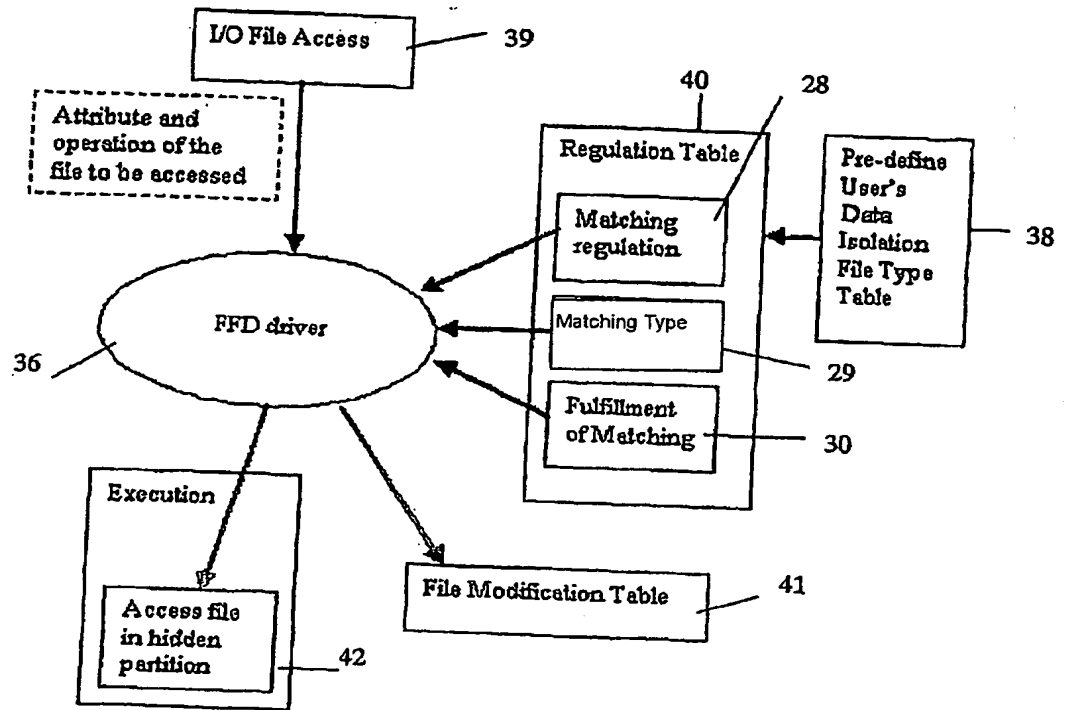 I/O File Access
39
Attribute and
operation of the
file to be accessed
40
28
Regulation Table
Matching
regulation
Matching Type
29
Fulfillment
of Matching
30
Pre-define
User's
Data
Isolation
File Type
Table
38
FFD driver
36
Execution
Access file
in hidden
partition
42
File Modification Table
41